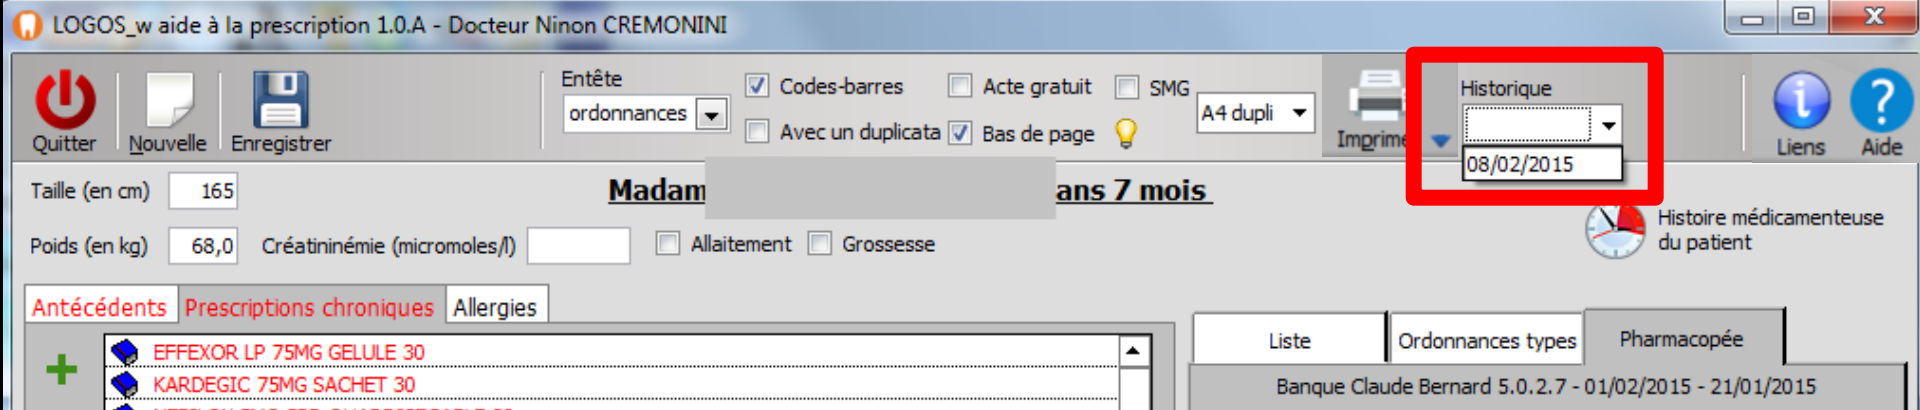 LOGOS_w aide à la prescription 1.0.A - Docteur Ninon CREMONINI
Quitter
Nouvelle
Enregistrer
Entête
ordonnances
Codes-barres
Acte gratuit
SMG
Avec un duplicata
Bas de page
A4 dupli
Imprime
Historique
08/02/2015
Liens
Aide
Taille (en cm) 165
Madam
ans 7 mois
Poids (en kg) 68,0 Créatininémie (micromoles/l)
Allaitement
Grossesse
Histoire médicamenteuse
du patient
Antécédents Prescriptions chroniques Allergies
EFFEXOR LP 75MG GELULE 30
KARDEGIC 75MG SACHET 30
Liste Ordonnances types Pharmacopée
Banque Claude Bernard 5.0.2.7 - 01/02/2015 - 21/01/2015